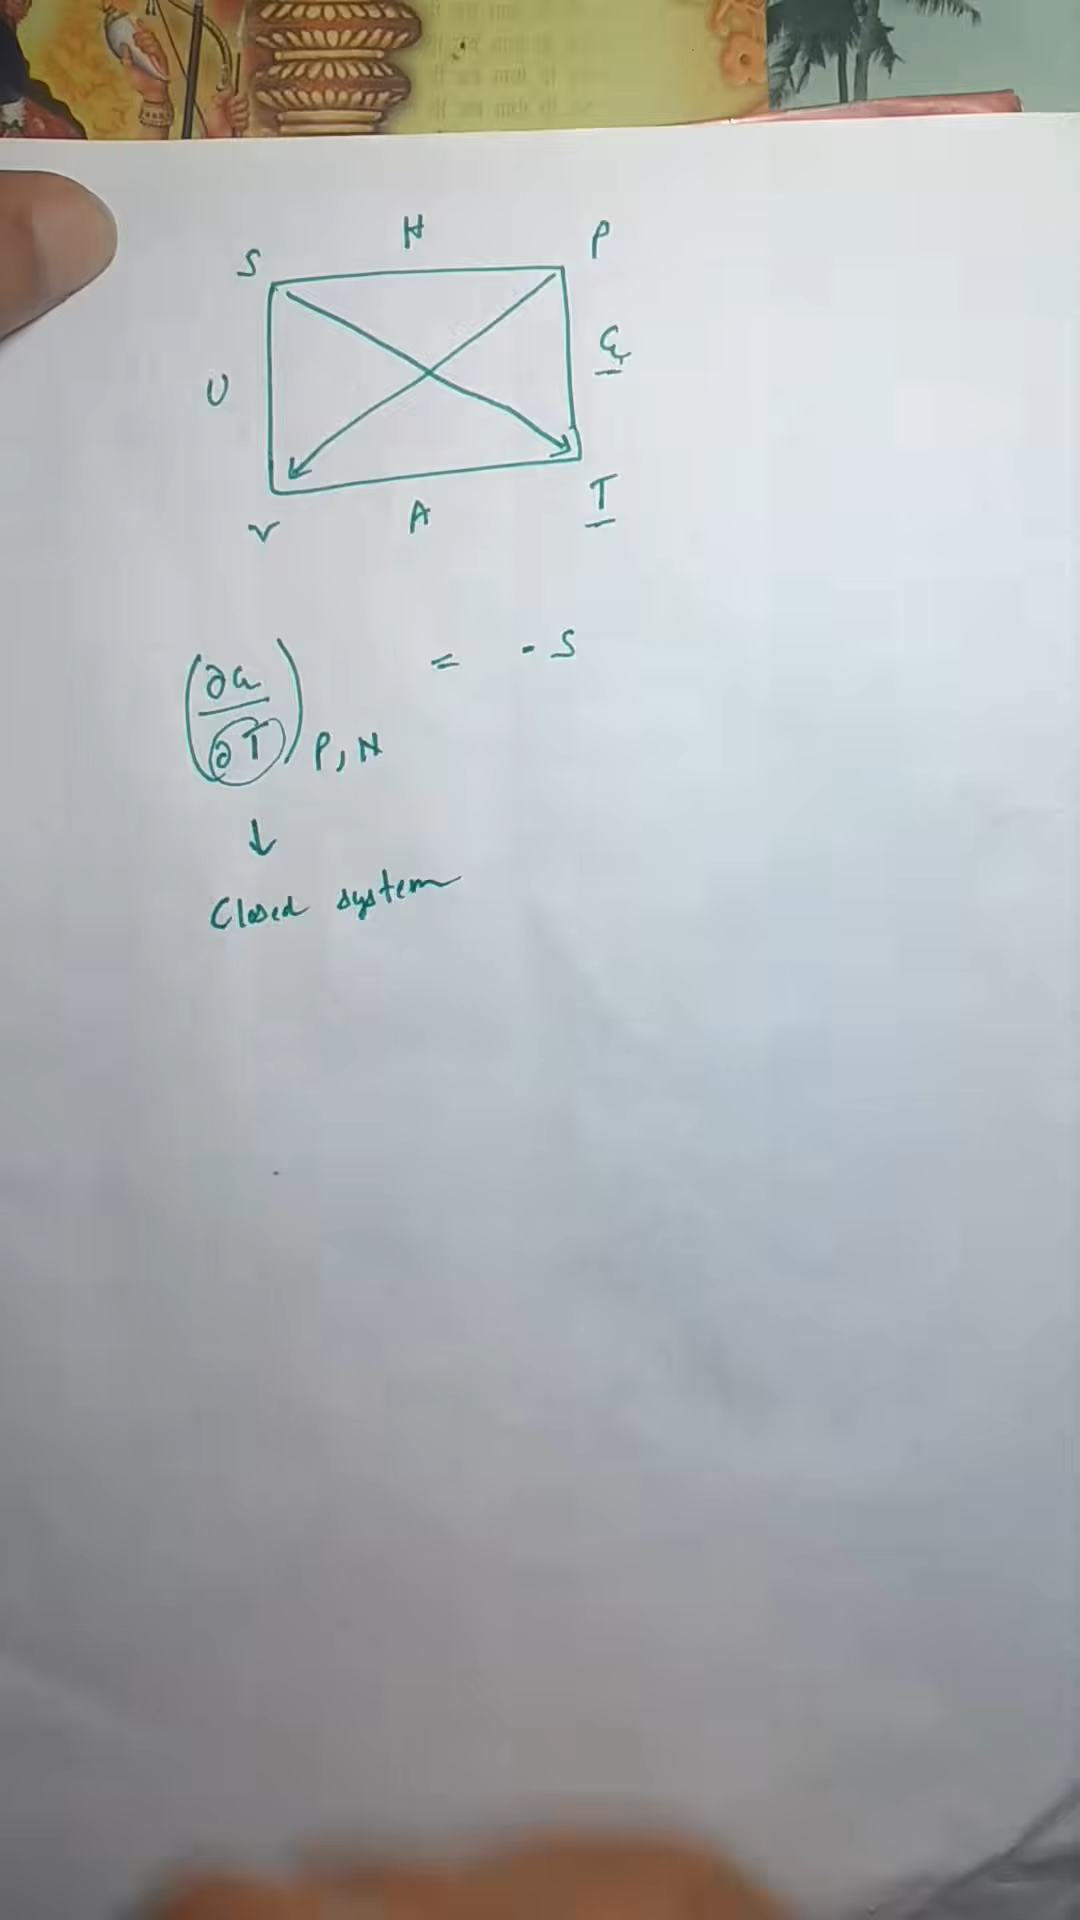 H
S P
G
U
V A T
(∂G/∂T)P,N = - S
↓
Closed system